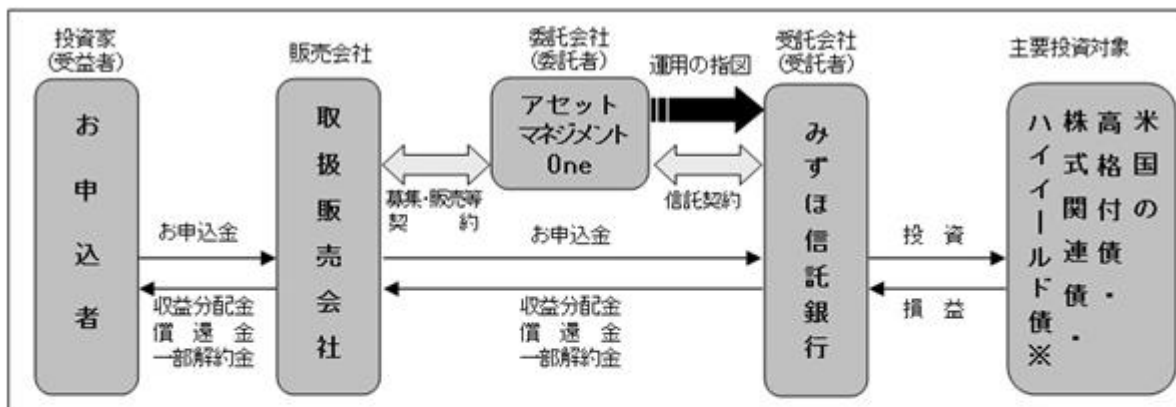 投資家
(受益者)
お申込者
販売会社
取扱販売会社
委託会社
(委託者)
アセット
マネジメント
One
運用の指図
受託会社
(受託者)
みずほ信託銀行
主要投資対象
米国の
高格付債・
株式関連債・
ハイイールド債※
募集・販売等
契 約
信託契約
お申込金
収益分配金
償 還 金
一部解約金
お申込金
収益分配金
償 還 金
一部解約金
投 資
損 益